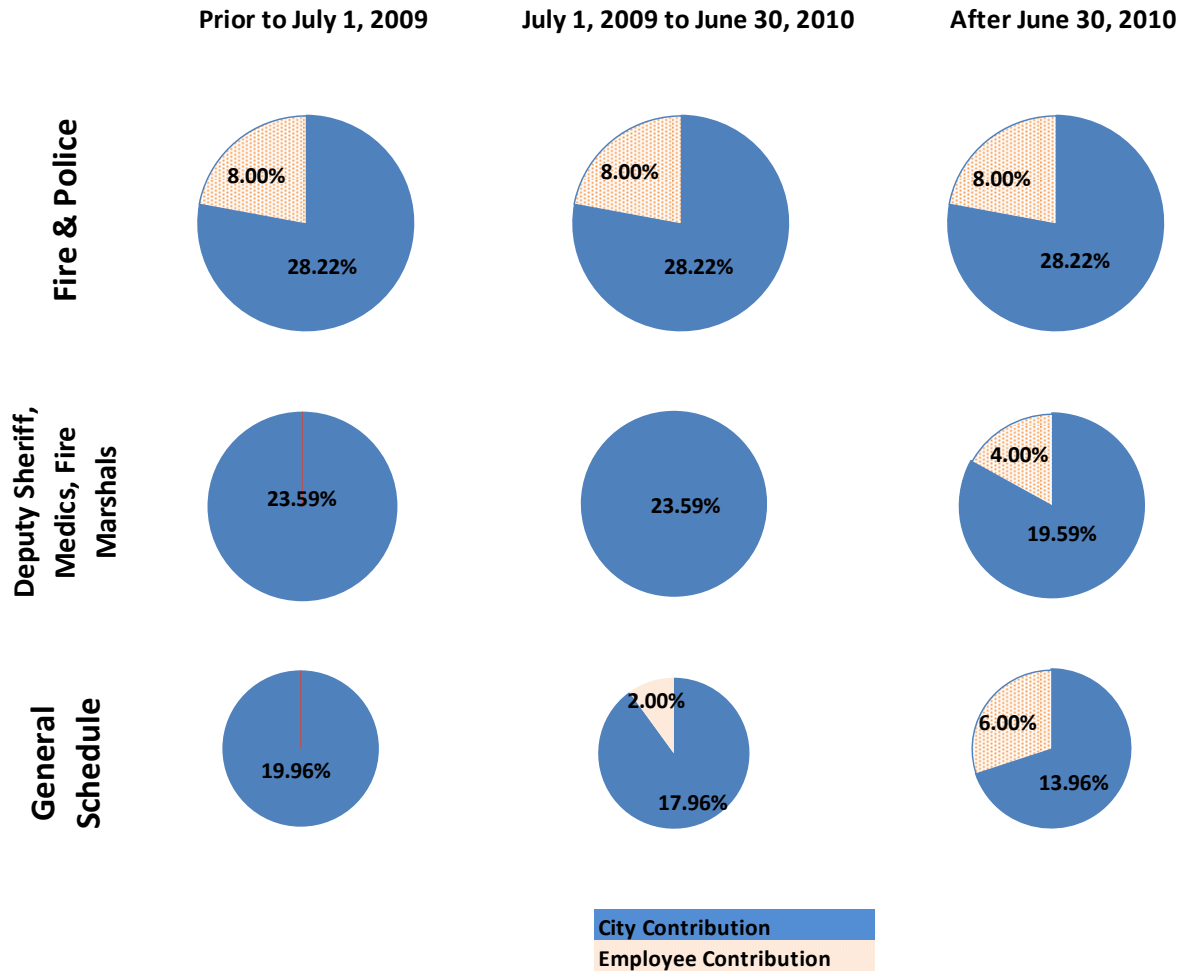 Prior to July 1, 2009
July 1, 2009 to June 30, 2010
After June 30, 2010
Fire & Police
8.00%
28.22%
8.00%
28.22%
8.00%
28.22%
Deputy Sheriff,
Medics, Fire
Marshals
23.59%
23.59%
4.00%
19.59%
General
Schedule
19.96%
2.00%
17.96%
6.00%
13.96%
City Contribution
Employee Contribution